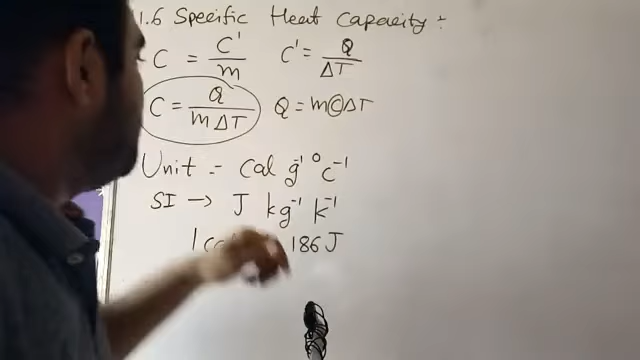 1.6 Specific Heat Capacity :
C = C'/m C' = Q/ΔT
C = Q/mΔT Q = mCΔT
Unit :- Cal g⁻¹ °C⁻¹
SI → J kg⁻¹ K⁻¹
186 J